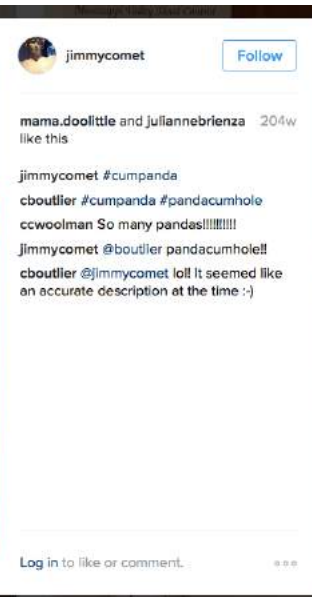 jimmycomet Follow
mama.doolittle and juliannebrienza 204w
like this
jimmycomet #cumpanda
cboutlier #cumpanda #pandacumhole
ccwoolman So many pandas!!!!!!!!!!
jimmycomet @boutlier pandacumhole!!
cboutlier @jimmycomet lol! It seemed like
an accurate description at the time :-)
Log in to like or comment.